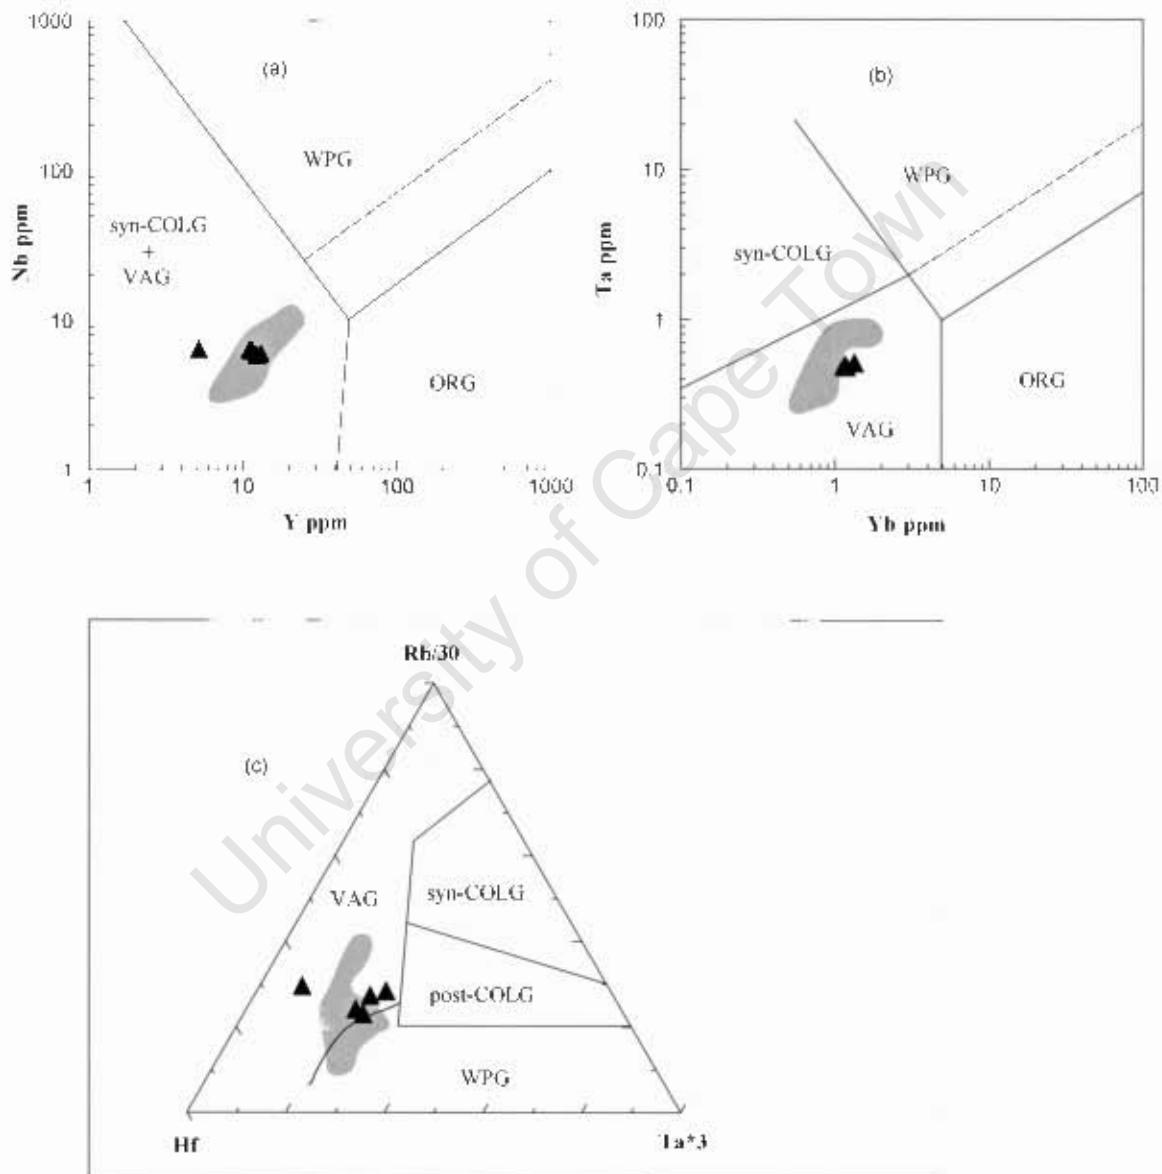 1000
100
10
1
Nb ppm
(a)
WPG
syn-COLG
+
VAG
ORG
1 10 100 1000
Y ppm
100
10
1
0.1
Ta ppm
(b)
WPG
syn-COLG
VAG
ORG
0.1 1 10 100
Yb ppm
Rb/30
(c)
VAG
syn-COLG
post-COLG
WPG
Hf Ta*3
University of Cape Town